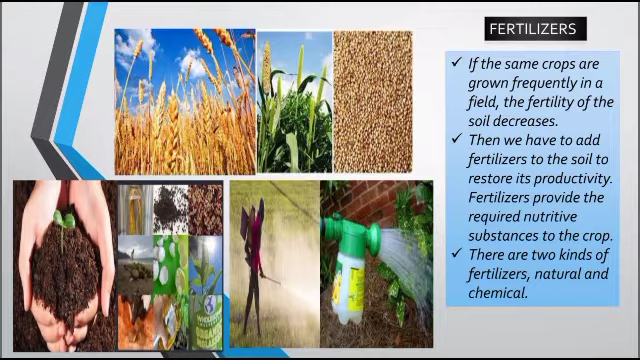 FERTILIZERS
✓ If the same crops are
grown frequently in a
field, the fertility of the
soil decreases.
✓ Then we have to add
fertilizers to the soil to
restore its productivity.
Fertilizers provide the
required nutritive
substances to the crop.
✓ There are two kinds of
fertilizers, natural and
chemical.